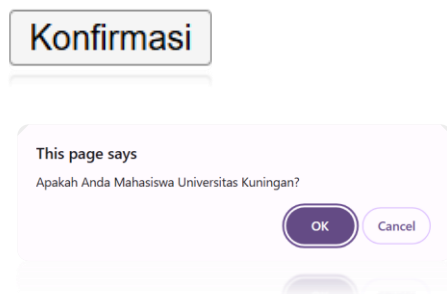 Konfirmasi
This page says
Apakah Anda Mahasiswa Universitas Kuningan?
OK Cancel